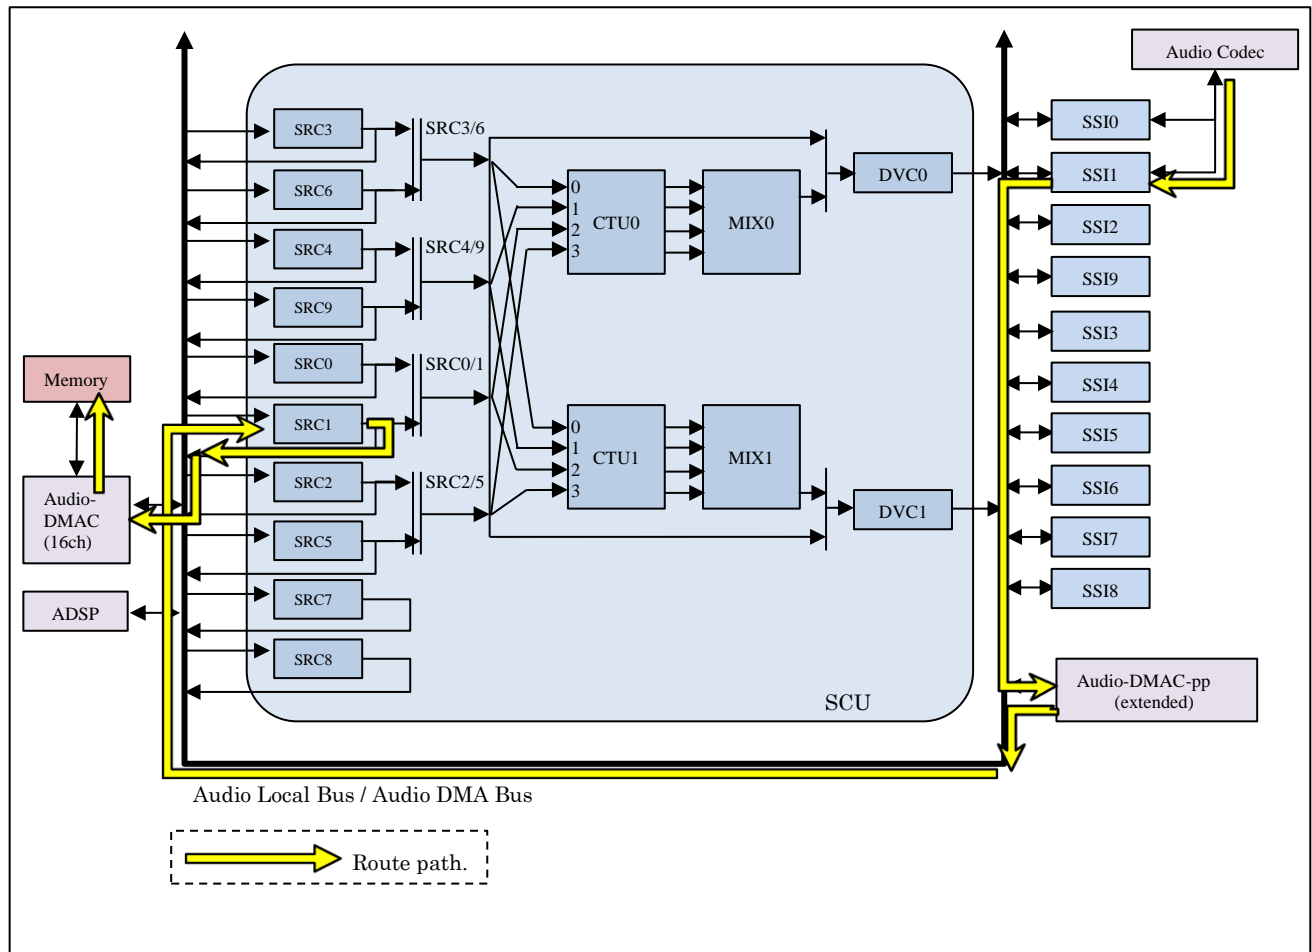 Audio Codec
SRC3
SRC3/6
SSI0
SRC6
SSI1
DVC0
0
1
2
3
CTU0
MIX0
SSI2
SRC4
SRC4/9
SRC9
SSI9
SSI3
SRC0
SRC0/1
Memory
SSI4
SRC1
0
1
2
3
CTU1
MIX1
SSI5
SRC2
SRC2/5
SSI6
Audio-
DMAC
(16ch)
DVC1
SRC5
SSI7
SRC7
SSI8
ADSP
SRC8
SCU
Audio-DMAC-pp
(extended)
Audio Local Bus / Audio DMA Bus
Route path.